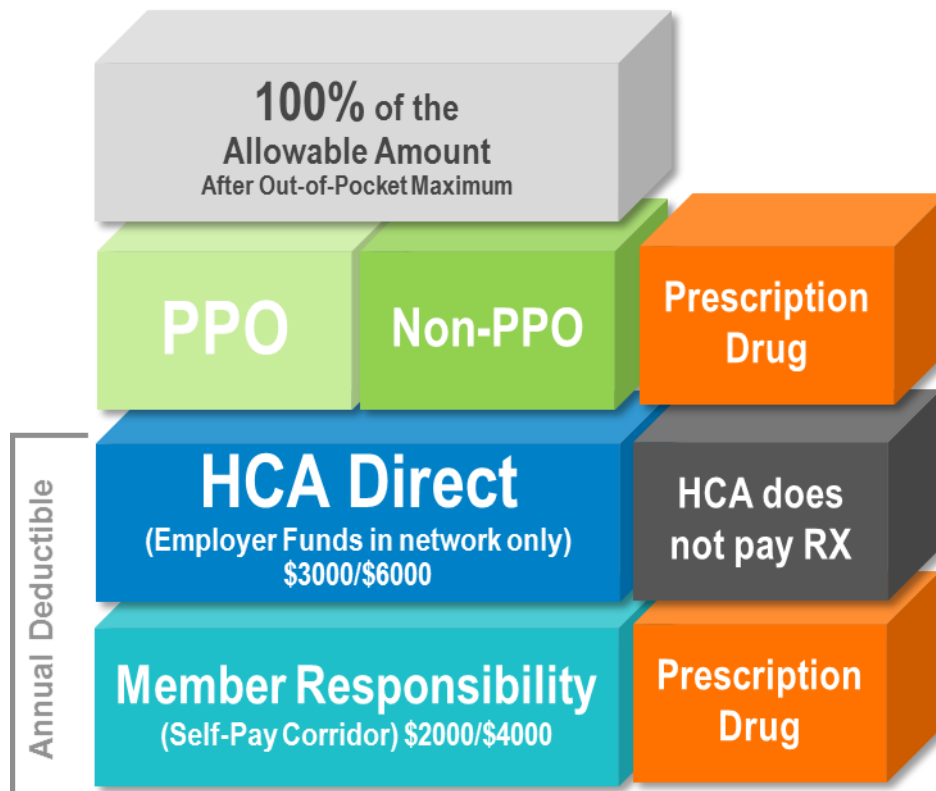 100% of the
Allowable Amount
After Out-of-Pocket Maximum
PPO
Non-PPO
Prescription
Drug
Annual Deductible
HCA Direct
(Employer Funds in network only)
$3000/$6000
HCA does
not pay RX
Member Responsibility
(Self-Pay Corridor) $2000/$4000
Prescription
Drug